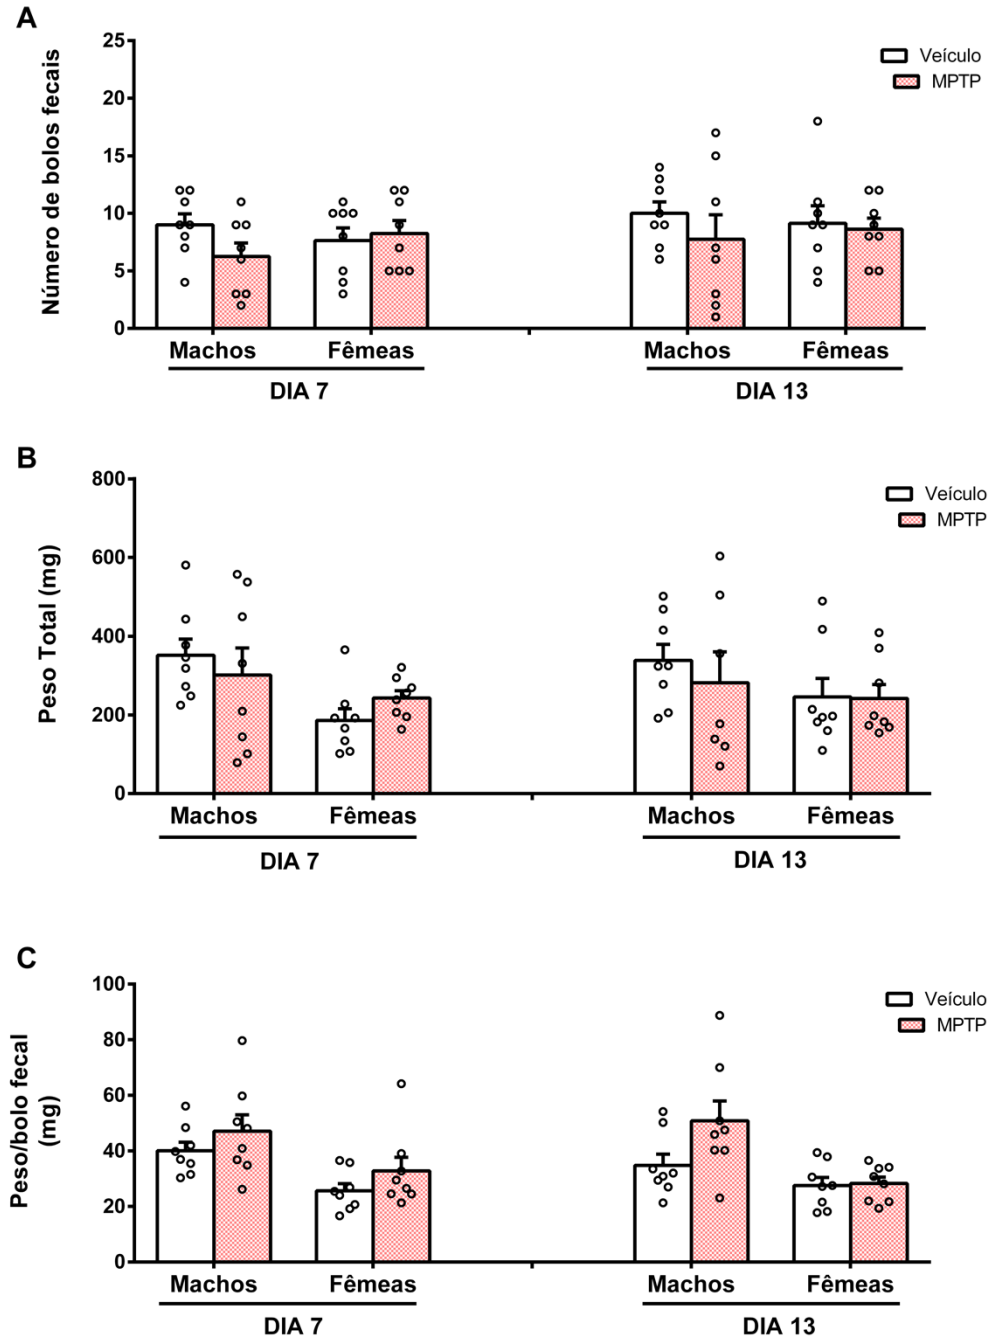 A
Número de bolos fecais
25
20
15
10
5
0
Veículo
MPTP
Machos Fêmeas Machos Fêmeas
DIA 7 DIA 13
B
Peso Total (mg)
800
600
400
200
0
Veículo
MPTP
Machos Fêmeas Machos Fêmeas
DIA 7 DIA 13
C
Peso/bolo fecal
(mg)
100
80
60
40
20
0
Veículo
MPTP
Machos Fêmeas Machos Fêmeas
DIA 7 DIA 13